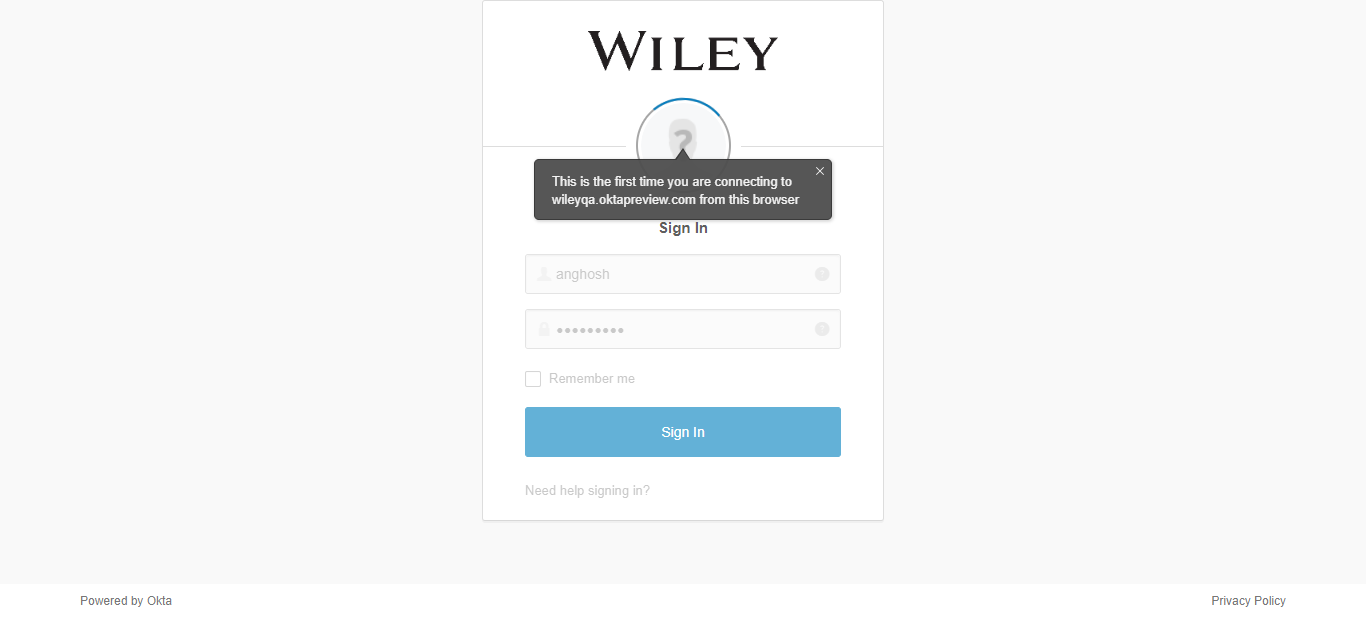 WILEY
?
This is the first time you are connecting to
wileyqa.oktapreview.com from this browser
Sign In
anghosh
•••••••••
Remember me
Sign In
Need help signing in?
Powered by Okta
Privacy Policy